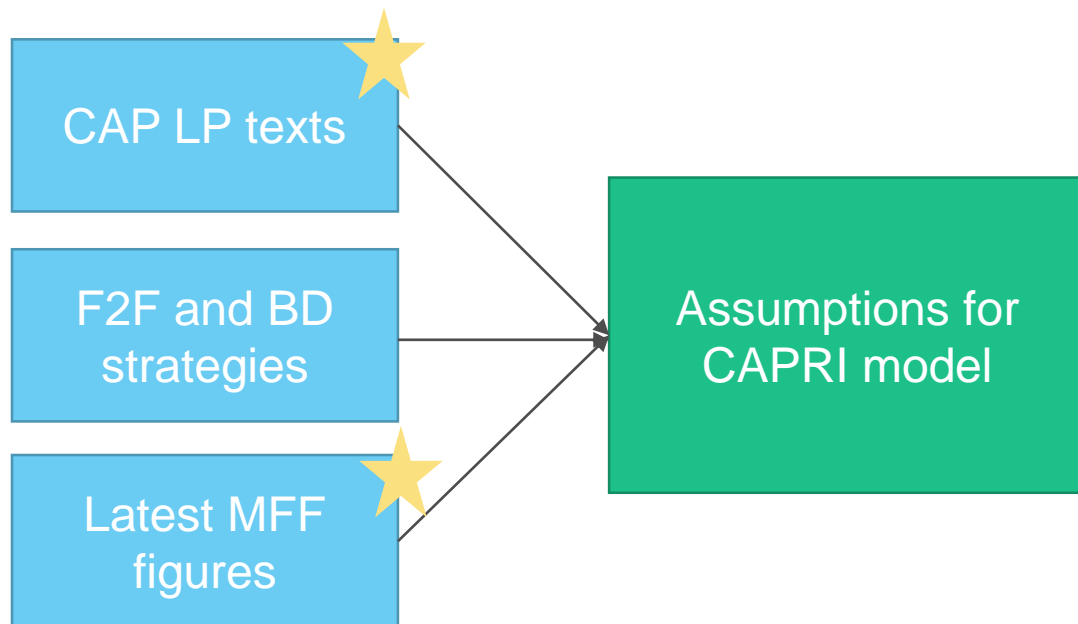 CAP LP texts
F2F and BD
strategies
Latest MFF
figures
Assumptions for
CAPRI model